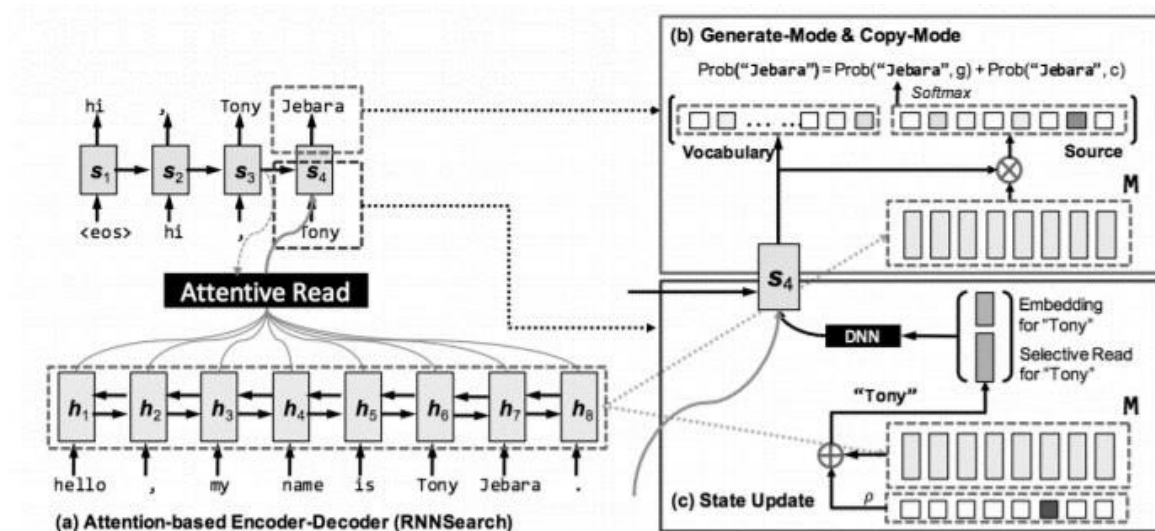 (b) Generate-Mode & Copy-Mode
Prob("Jebara") = Prob("Jebara", g) + Prob("Jebara", c)
Softmax
... ...
Vocabulary
Source
M
hi , Tony Jebara
s1 s2 s3 s4
<eos> hi , Tony
Attentive Read
h1 h2 h3 h4 h5 h6 h7 h8
hello , my name is Tony Jebara .
(a) Attention-based Encoder-Decoder (RNNSearch)
s4
Embedding
for "Tony"
DNN
Selective Read
for "Tony"
"Tony"
M
ρ
(c) State Update